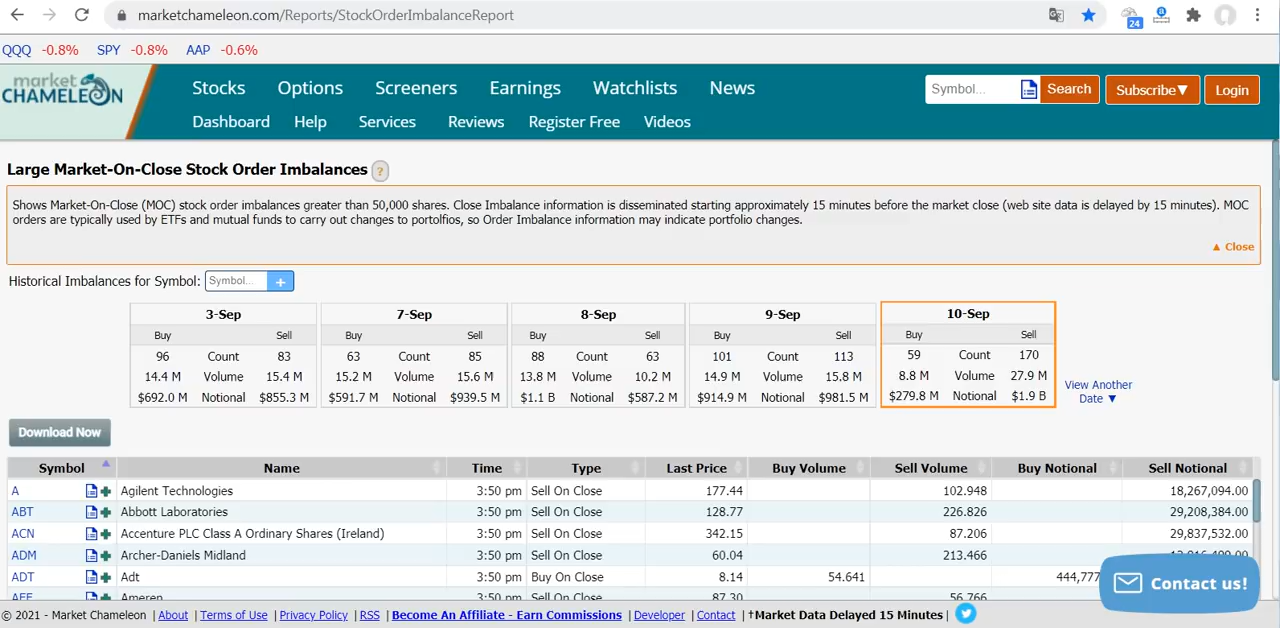 marketchameleon.com/Reports/StockOrderImbalanceReport
24
QQQ -0.8% SPY -0.8% AAP -0.6%
market CHAMELEON
Stocks Options Screeners Earnings Watchlists News
Symbol... Search Subscribe▼ Login
Dashboard Help Services Reviews Register Free Videos
Large Market-On-Close Stock Order Imbalances ?
Shows Market-On-Close (MOC) stock order imbalances greater than 50,000 shares. Close Imbalance information is disseminated starting approximately 15 minutes before the market close (web site data is delayed by 15 minutes). MOC
orders are typically used by ETFs and mutual funds to carry out changes to portolfios, so Order Imbalance information may indicate portfolio changes.
▲ Close
Historical Imbalances for Symbol: Symbol... +
3-Sep 7-Sep 8-Sep 9-Sep 10-Sep
Buy Sell Buy Sell Buy Sell Buy Sell Buy Sell
96 Count 83 63 Count 85 88 Count 63 101 Count 113 59 Count 170
14.4 M Volume 15.4 M 15.2 M Volume 15.6 M 13.8 M Volume 10.2 M 14.9 M Volume 15.8 M 8.8 M Volume 27.9 M
$692.0 M Notional $855.3 M $591.7 M Notional $939.5 M $1.1 B Notional $587.2 M $914.9 M Notional $981.5 M $279.8 M Notional $1.9 B
View Another
Date ▼
Download Now
Symbol Name Time Type Last Price Buy Volume Sell Volume Buy Notional Sell Notional
A Agilent Technologies 3:50 pm Sell On Close 177.44 102.948 18,267,094.00
ABT Abbott Laboratories 3:50 pm Sell On Close 128.77 226.826 29,208,384.00
ACN Accenture PLC Class A Ordinary Shares (Ireland) 3:50 pm Sell On Close 342.15 87.206 29,837,532.00
ADM Archer-Daniels Midland 3:50 pm Sell On Close 60.04 213.466
ADT Adt 3:50 pm Buy On Close 8.14 54.641 444,777
AEE Ameren 3:50 pm Sell On Close 87.30 56.766
Contact us!
© 2021 - Market Chameleon | About | Terms of Use | Privacy Policy | RSS | Become An Affiliate - Earn Commissions | Developer | Contact | †Market Data Delayed 15 Minutes |